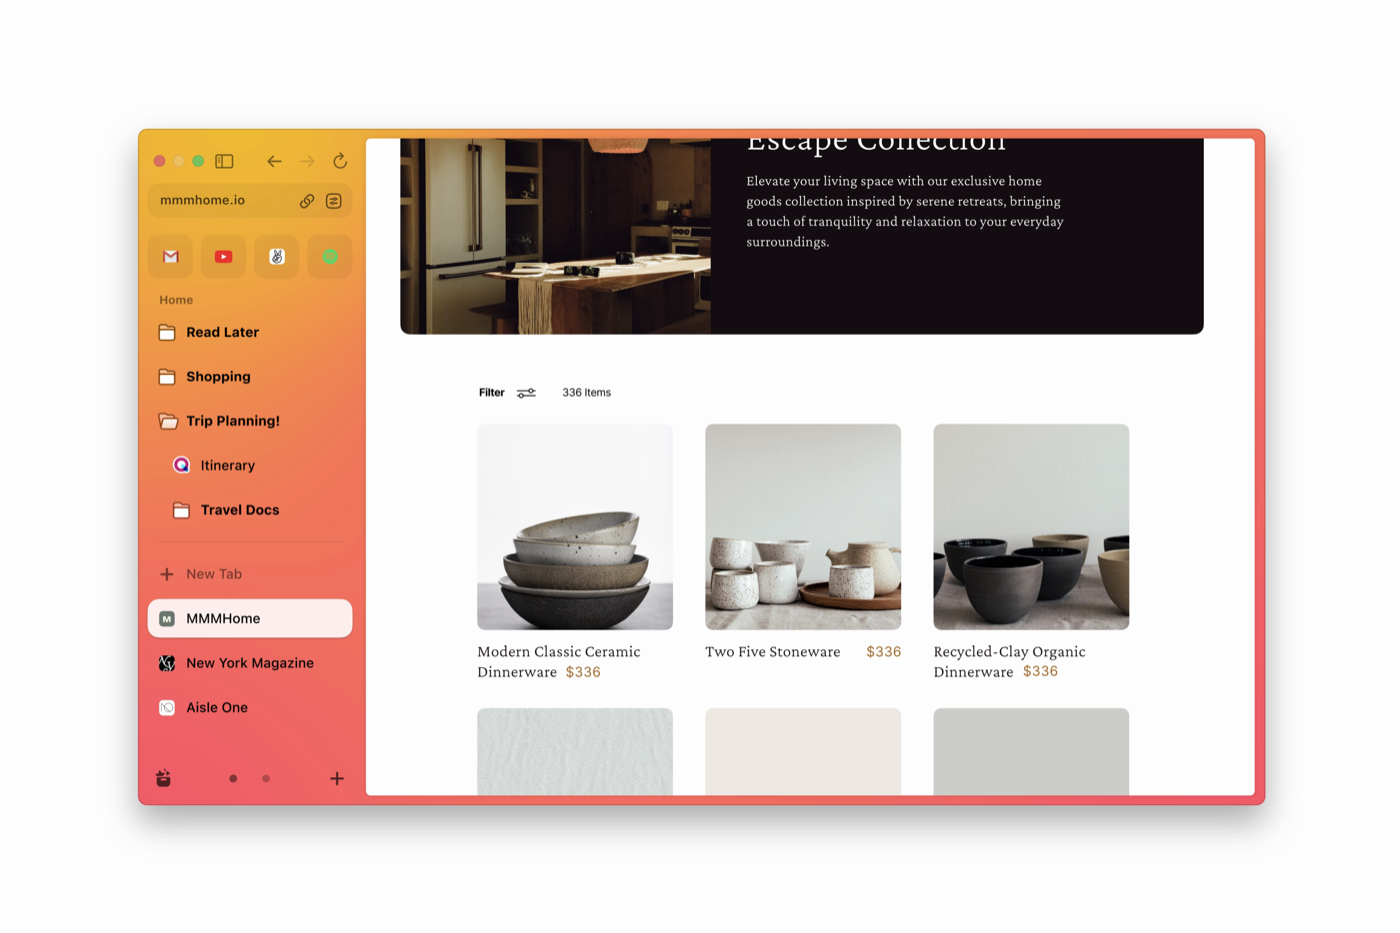 mmmhome.io
Home
Read Later
Shopping
Trip Planning!
Itinerary
Travel Docs
New Tab
M
MMMHome
New York Magazine
Aisle One
Escape Collection
Elevate your living space with our exclusive home
goods collection inspired by serene retreats, bringing
a touch of tranquility and relaxation to your everyday
surroundings.
Filter
336 Items
Modern Classic Ceramic
Dinnerware $336
Two Five Stoneware $336
Recycled-Clay Organic
Dinnerware $336